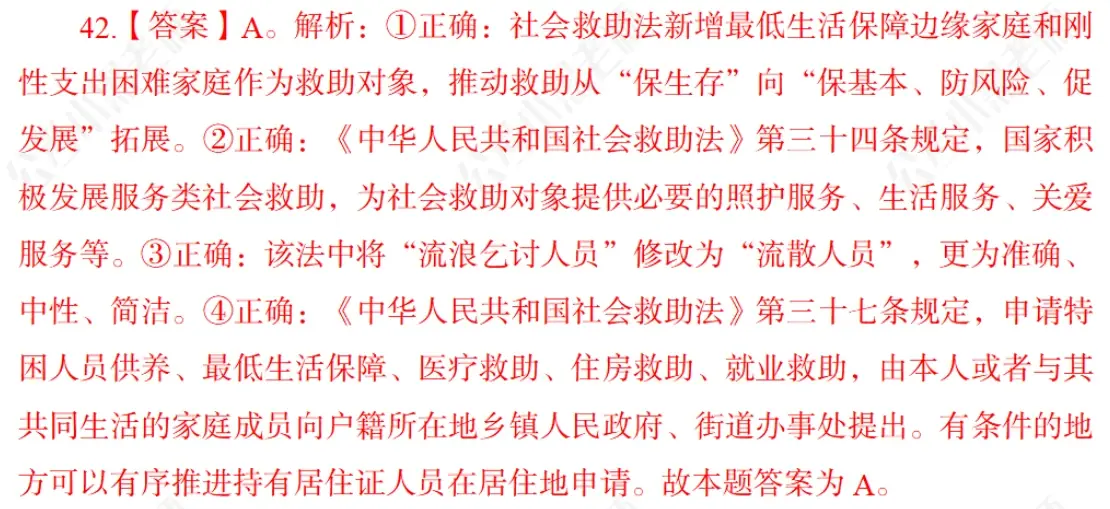 42.【答案】A。解析：①正确：社会救助法新增最低生活保障边缘家庭和刚
性支出困难家庭作为救助对象，推动救助从“保生存”向“保基本、防风险、促
发展”拓展。②正确：《中华人民共和国社会救助法》第三十四条规定，国家积
极发展服务类社会救助，为社会救助对象提供必要的照护服务、生活服务、关爱
服务等。③正确：该法中将“流浪乞讨人员”修改为“流散人员”，更为准确、
中性、简洁。④正确：《中华人民共和国社会救助法》第三十七条规定，申请特
困人员供养、最低生活保障、医疗救助、住房救助、就业救助，由本人或者与其
共同生活的家庭成员向户籍所在地乡镇人民政府、街道办事处提出。有条件的地
方可以有序推进持有居住证人员在居住地申请。故本题答案为 A。